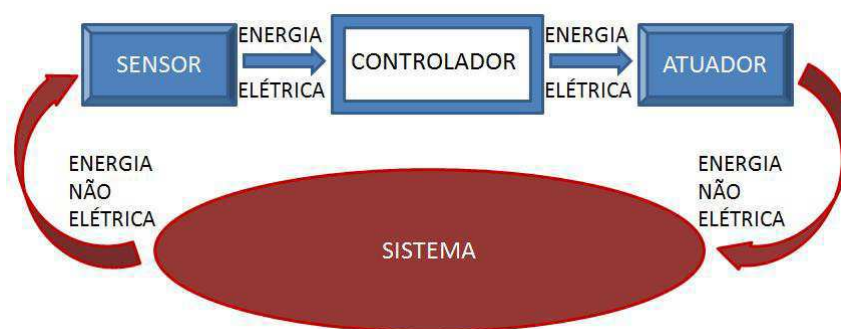 SENSOR
ENERGIA
ELÉTRICA
CONTROLADOR
ENERGIA
ELÉTRICA
ATUADOR
ENERGIA
NÃO
ELÉTRICA
SISTEMA
ENERGIA
NÃO
ELÉTRICA